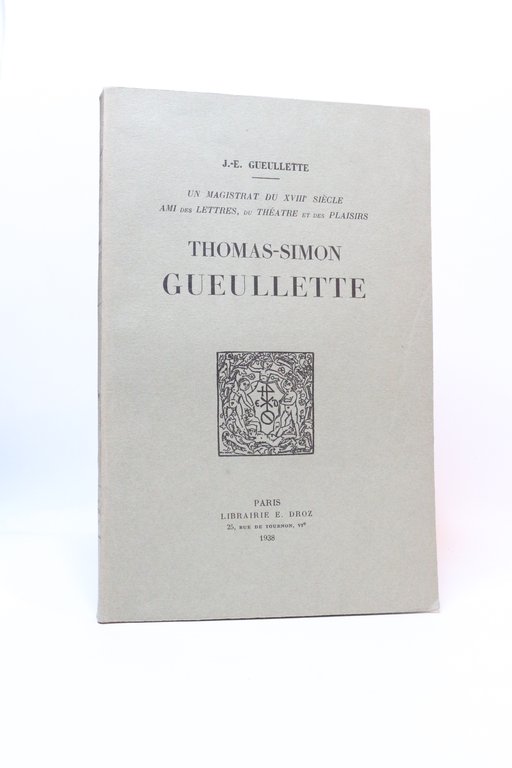 J.-E. GUEULLETTE
UN MAGISTRAT DU XVIIIᵉ SIÈCLE
AMI DES LETTRES, DU THÉATRE ET DES PLAISIRS
THOMAS-SIMON
GUEULLETTE
E D
PARIS
LIBRAIRIE E. DROZ
25, RUE DE TOURNON, VIᵉ
1938